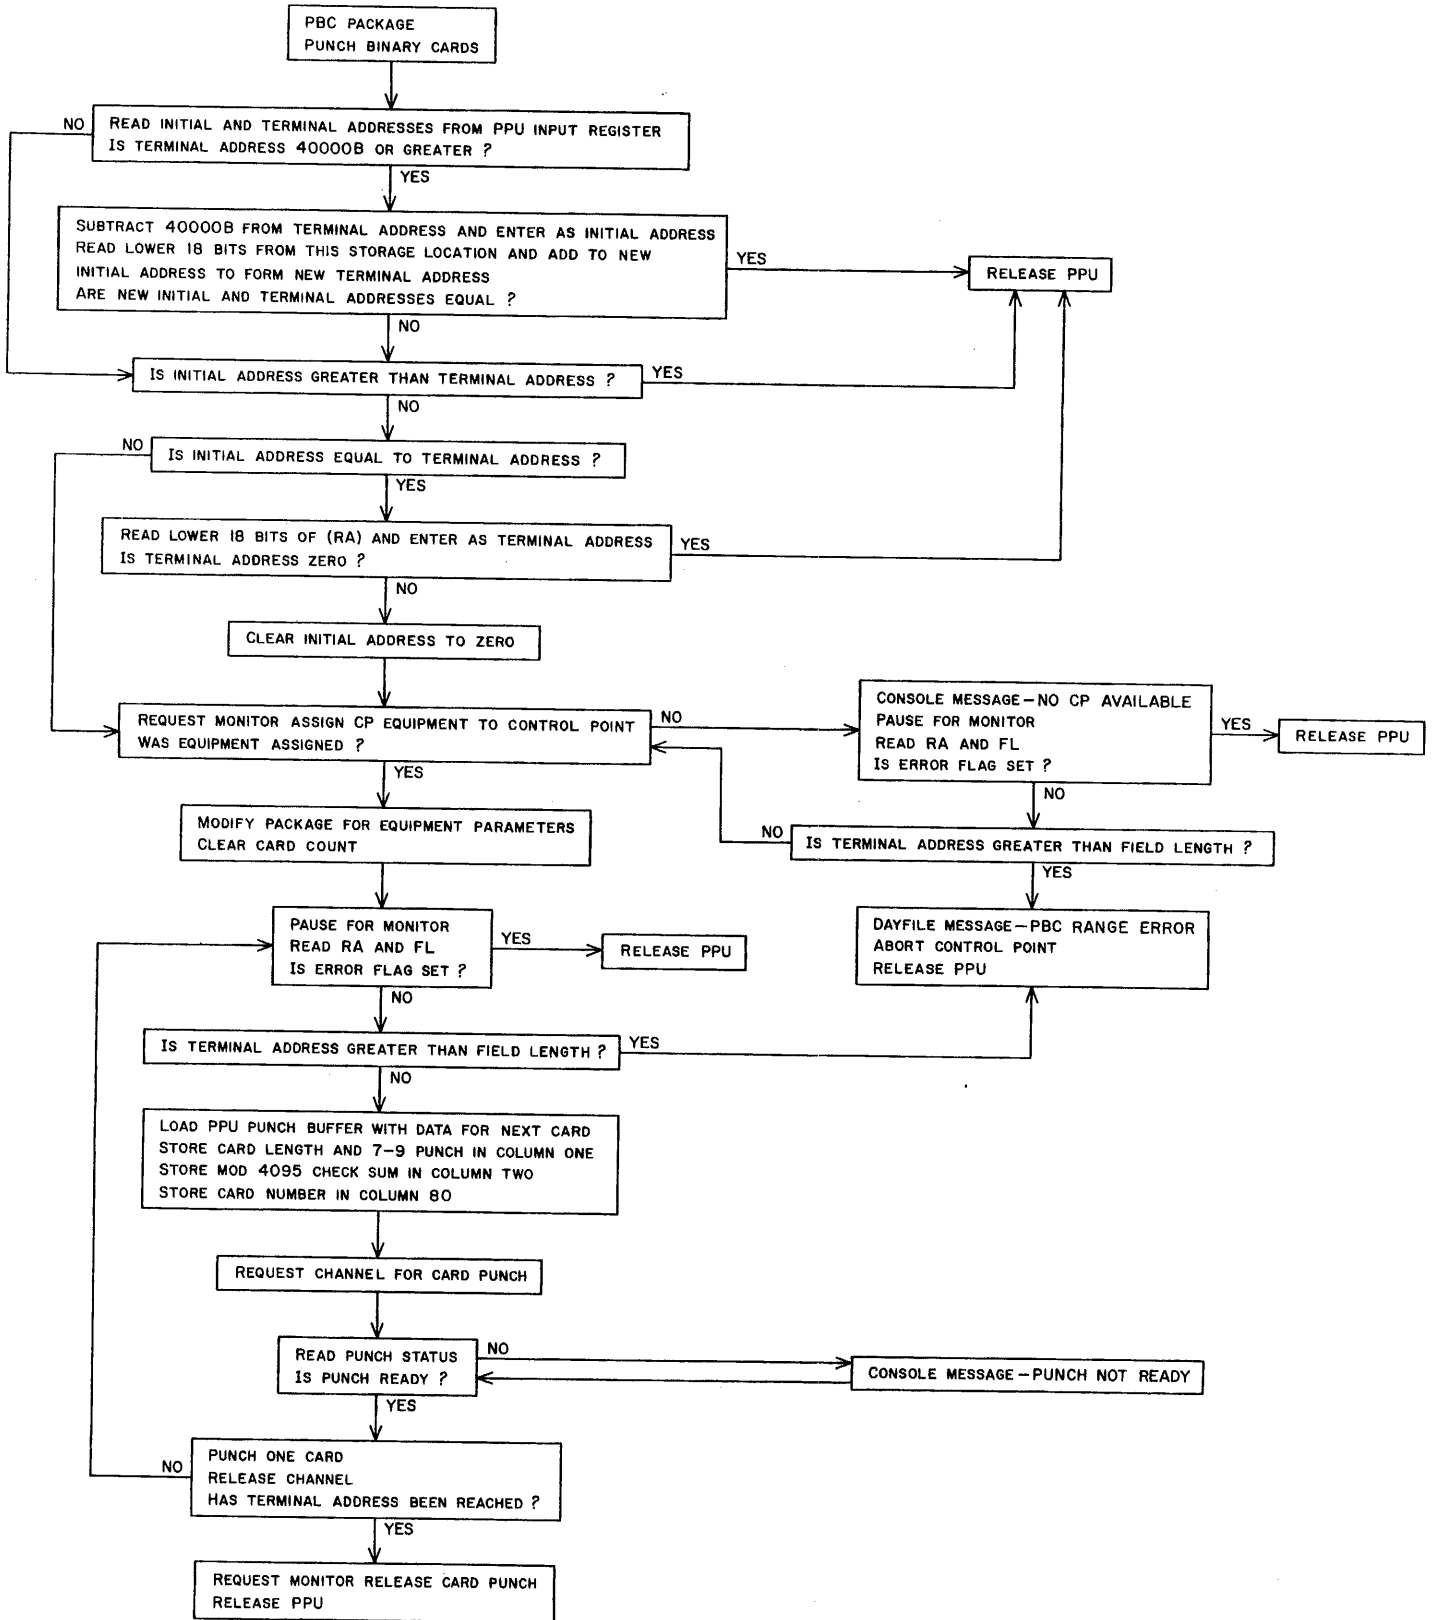 PBC PACKAGE
PUNCH BINARY CARDS
NO
READ INITIAL AND TERMINAL ADDRESSES FROM PPU INPUT REGISTER
IS TERMINAL ADDRESS 40000B OR GREATER ?
YES
SUBTRACT 40000B FROM TERMINAL ADDRESS AND ENTER AS INITIAL ADDRESS
READ LOWER 18 BITS FROM THIS STORAGE LOCATION AND ADD TO NEW
INITIAL ADDRESS TO FORM NEW TERMINAL ADDRESS
ARE NEW INITIAL AND TERMINAL ADDRESSES EQUAL ?
YES
RELEASE PPU
NO
IS INITIAL ADDRESS GREATER THAN TERMINAL ADDRESS ?
YES
NO
NO
IS INITIAL ADDRESS EQUAL TO TERMINAL ADDRESS ?
YES
READ LOWER 18 BITS OF (RA) AND ENTER AS TERMINAL ADDRESS
IS TERMINAL ADDRESS ZERO ?
YES
NO
CLEAR INITIAL ADDRESS TO ZERO
REQUEST MONITOR ASSIGN CP EQUIPMENT TO CONTROL POINT
WAS EQUIPMENT ASSIGNED ?
NO
CONSOLE MESSAGE – NO CP AVAILABLE
PAUSE FOR MONITOR
READ RA AND FL
IS ERROR FLAG SET ?
YES
RELEASE PPU
YES
NO
MODIFY PACKAGE FOR EQUIPMENT PARAMETERS
CLEAR CARD COUNT
NO
IS TERMINAL ADDRESS GREATER THAN FIELD LENGTH ?
YES
PAUSE FOR MONITOR
READ RA AND FL
IS ERROR FLAG SET ?
YES
RELEASE PPU
DAYFILE MESSAGE – PBC RANGE ERROR
ABORT CONTROL POINT
RELEASE PPU
NO
IS TERMINAL ADDRESS GREATER THAN FIELD LENGTH ?
YES
NO
LOAD PPU PUNCH BUFFER WITH DATA FOR NEXT CARD
STORE CARD LENGTH AND 7-9 PUNCH IN COLUMN ONE
STORE MOD 4095 CHECK SUM IN COLUMN TWO
STORE CARD NUMBER IN COLUMN 80
REQUEST CHANNEL FOR CARD PUNCH
READ PUNCH STATUS
IS PUNCH READY ?
NO
CONSOLE MESSAGE – PUNCH NOT READY
YES
NO
PUNCH ONE CARD
RELEASE CHANNEL
HAS TERMINAL ADDRESS BEEN REACHED ?
YES
REQUEST MONITOR RELEASE CARD PUNCH
RELEASE PPU